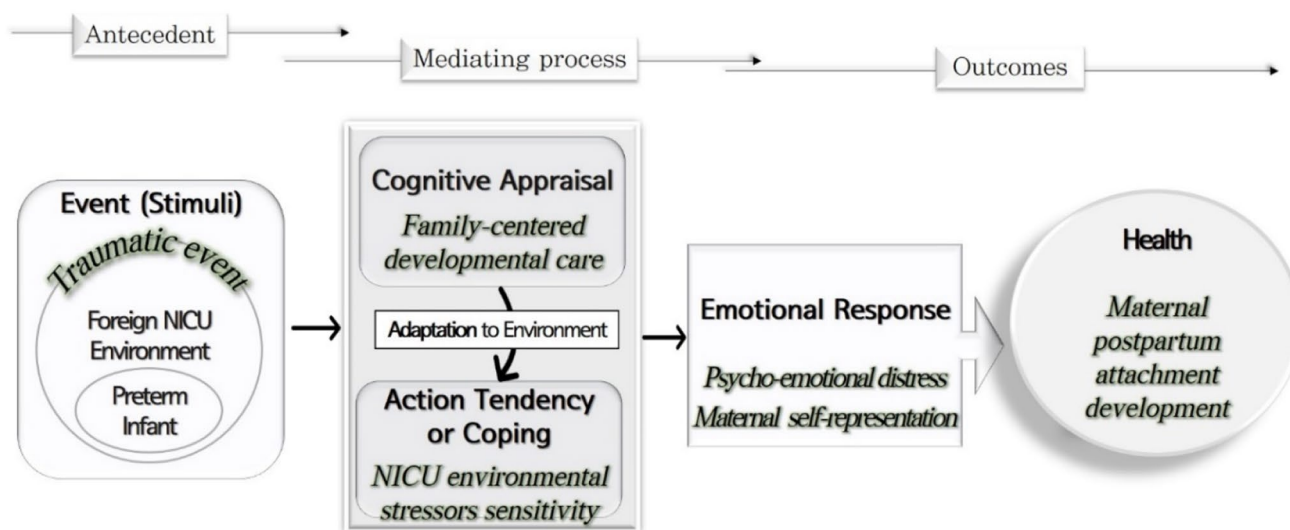 Antecedent
Mediating process
Outcomes
Event (Stimuli)
Traumatic event
Foreign NICU
Environment
Preterm
Infant
Cognitive Appraisal
Family-centered
developmental care
Adaptation to Environment
Action Tendency
or Coping
NICU environmental
stressors sensitivity
Emotional Response
Psycho-emotional distress
Maternal self-representation
Health
Maternal
postpartum
attachment
development